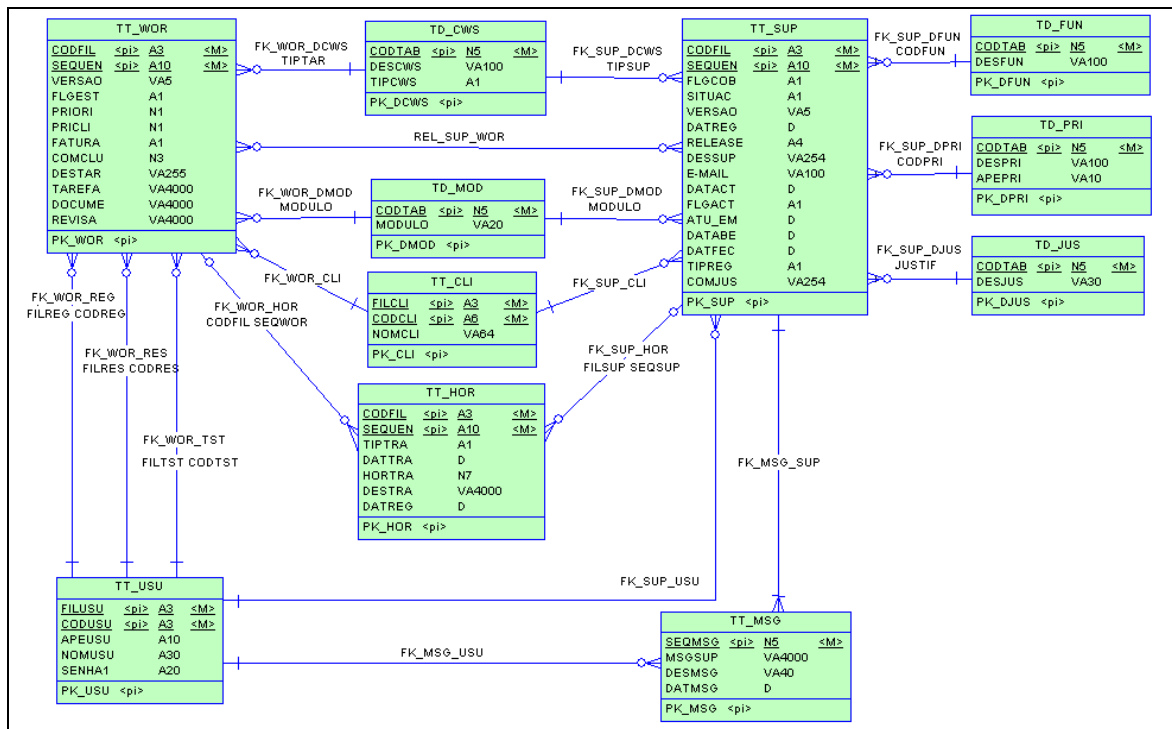 TT_WOR
CODFIL <pi> A3 <M>
SEQUEN <pi> A10 <M>
VERSAO VA5
FLGEST A1
PRIORI N1
PRICLI N1
FATURA A1
COMCLU N3
DESTAR VA255
TAREFA VA4000
DOCUME VA4000
REVISA VA4000
PK_WOR <pi>
FK_WOR_DCWS
TIPTAR
TD_CWS
CODTAB <pi> N5 <M>
DESCWS VA100
TIPCWS A1
PK_DCWS <pi>
FK_SUP_DCWS
TIPSUP
TT_SUP
CODFIL <pi> A3 <M>
SEQUEN <pi> A10 <M>
FLGCOB A1
SITUAC A1
VERSAO VA5
DATREG D
RELEASE A4
DESSUP VA254
E-MAIL VA100
DATACT D
FLGACT A1
ATU_EM D
DATABE D
DATFEC D
TIPREG A1
COMJUS VA254
PK_SUP <pi>
FK_SUP_DFUN
CODFUN
TD_FUN
CODTAB <pi> N5 <M>
DESFUN VA100
PK_DFUN <pi>
REL_SUP_WOR
FK_SUP_DPRI
CODPRI
TD_PRI
CODTAB <pi> N5 <M>
DESPRI VA100
APEPRI VA10
PK_DPRI <pi>
FK_WOR_DMOD
MODULO
TD_MOD
CODTAB <pi> N5 <M>
MODULO VA20
PK_DMOD <pi>
FK_SUP_DMOD
MODULO
FK_SUP_DJUS
JUSTIF
TD_JUS
CODTAB <pi> N5 <M>
DESJUS VA30
PK_DJUS <pi>
FK_WOR_CLI
TT_CLI
FILCLI <pi> A3 <M>
CODCLI <pi> A6 <M>
NOMCLI VA64
PK_CLI <pi>
FK_SUP_CLI
FK_WOR_REG
FILREG CODREG
FK_WOR_HOR
CODFIL SEQWOR
FK_WOR_RES
FILRES CODRES
FK_SUP_HOR
FILSUP SEQSUP
TT_HOR
CODFIL <pi> A3 <M>
SEQUEN <pi> A10 <M>
TIPTRA A1
DATTRA D
HORTRA N7
DESTRA VA4000
DATREG D
PK_HOR <pi>
FK_WOR_TST
FILTST CODTST
FK_MSG_SUP
FK_SUP_USU
TT_USU
FILUSU <pi> A3 <M>
CODUSU <pi> A3 <M>
APEUSU A10
NOMUSU A30
SENHA1 A20
PK_USU <pi>
FK_MSG_USU
TT_MSG
SEQMSG <pi> N5 <M>
MSGSUP VA4000
DESMSG VA40
DATMSG D
PK_MSG <pi>